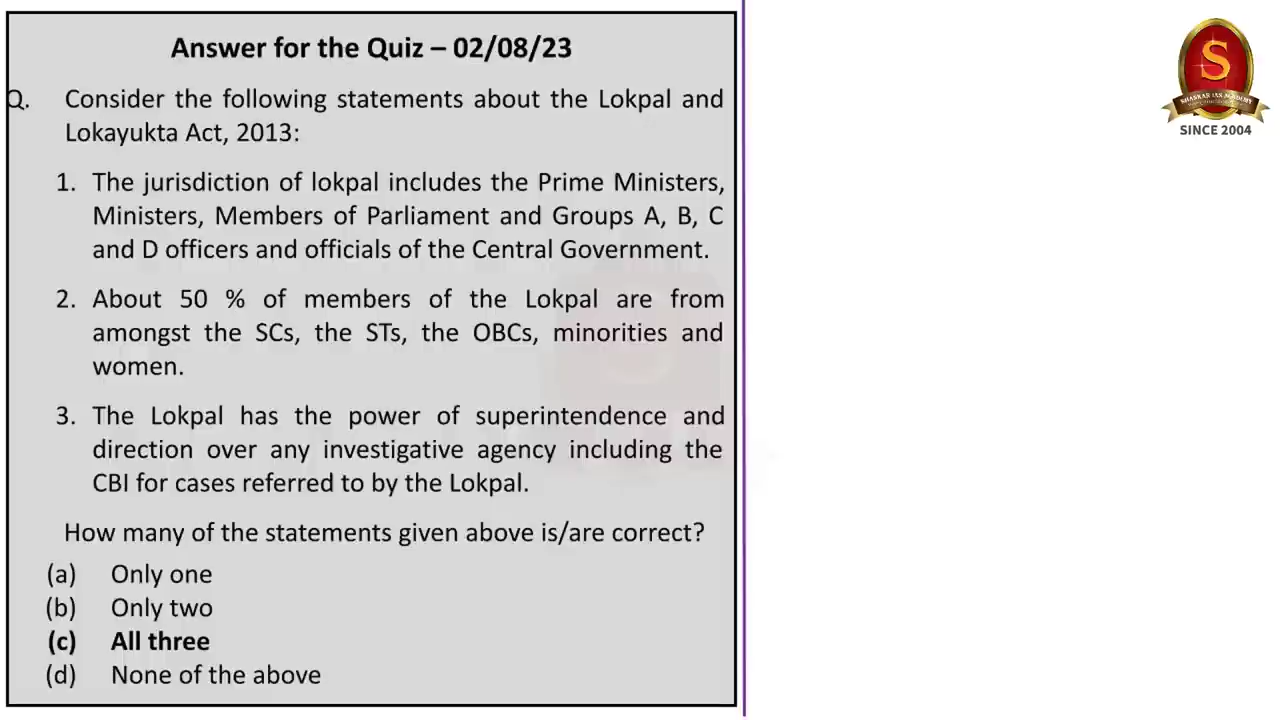 Answer for the Quiz – 02/08/23
Q. Consider the following statements about the Lokpal and
Lokayukta Act, 2013:
1. The jurisdiction of lokpal includes the Prime Ministers,
Ministers, Members of Parliament and Groups A, B, C
and D officers and officials of the Central Government.
2. About 50 % of members of the Lokpal are from
amongst the SCs, the STs, the OBCs, minorities and
women.
3. The Lokpal has the power of superintendence and
direction over any investigative agency including the
CBI for cases referred to by the Lokpal.
How many of the statements given above is/are correct?
(a) Only one
(b) Only two
(c) All three
(d) None of the above
S
SHANKAR IAS ACADEMY
SINCE 2004